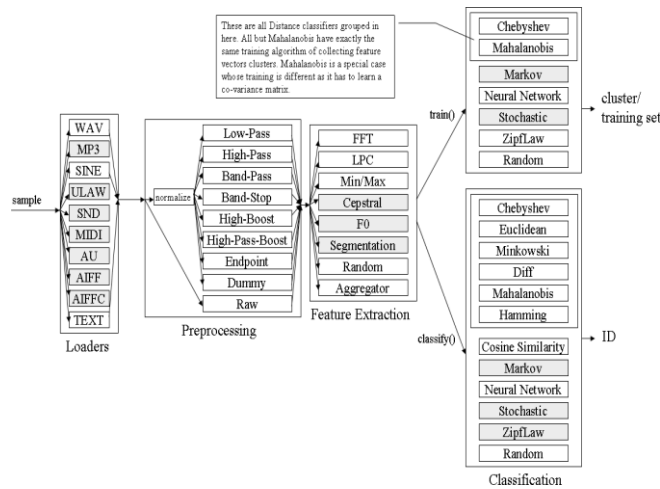 These are all Distance classifiers grouped in
here. All but Mahalanobis have exactly the
same training algorithm of collecting feature
vectors clusters. Mahalanobis is a special case
whose training is different as it has to learn
a co-variance matrix.
sample
WAV
MP3
SINE
ULAW
SND
MIDI
AU
AIFF
AIFFC
TEXT
Loaders
normalize
Low-Pass
High-Pass
Band-Pass
Band-Stop
High-Boost
High-Pass-Boost
Endpoint
Dummy
Raw
Preprocessing
FFT
LPC
Min/Max
Cepstral
F0
Segmentation
Random
Aggregator
Feature Extraction
train()
Chebyshev
Mahalanobis
Markov
Neural Network
Stochastic
ZipfLaw
Random
cluster/
training set
classify()
Chebyshev
Euclidean
Minkowski
Diff
Mahalanobis
Hamming
Cosine Similarity
Markov
Neural Network
Stochastic
ZipfLaw
Random
ID
Classification